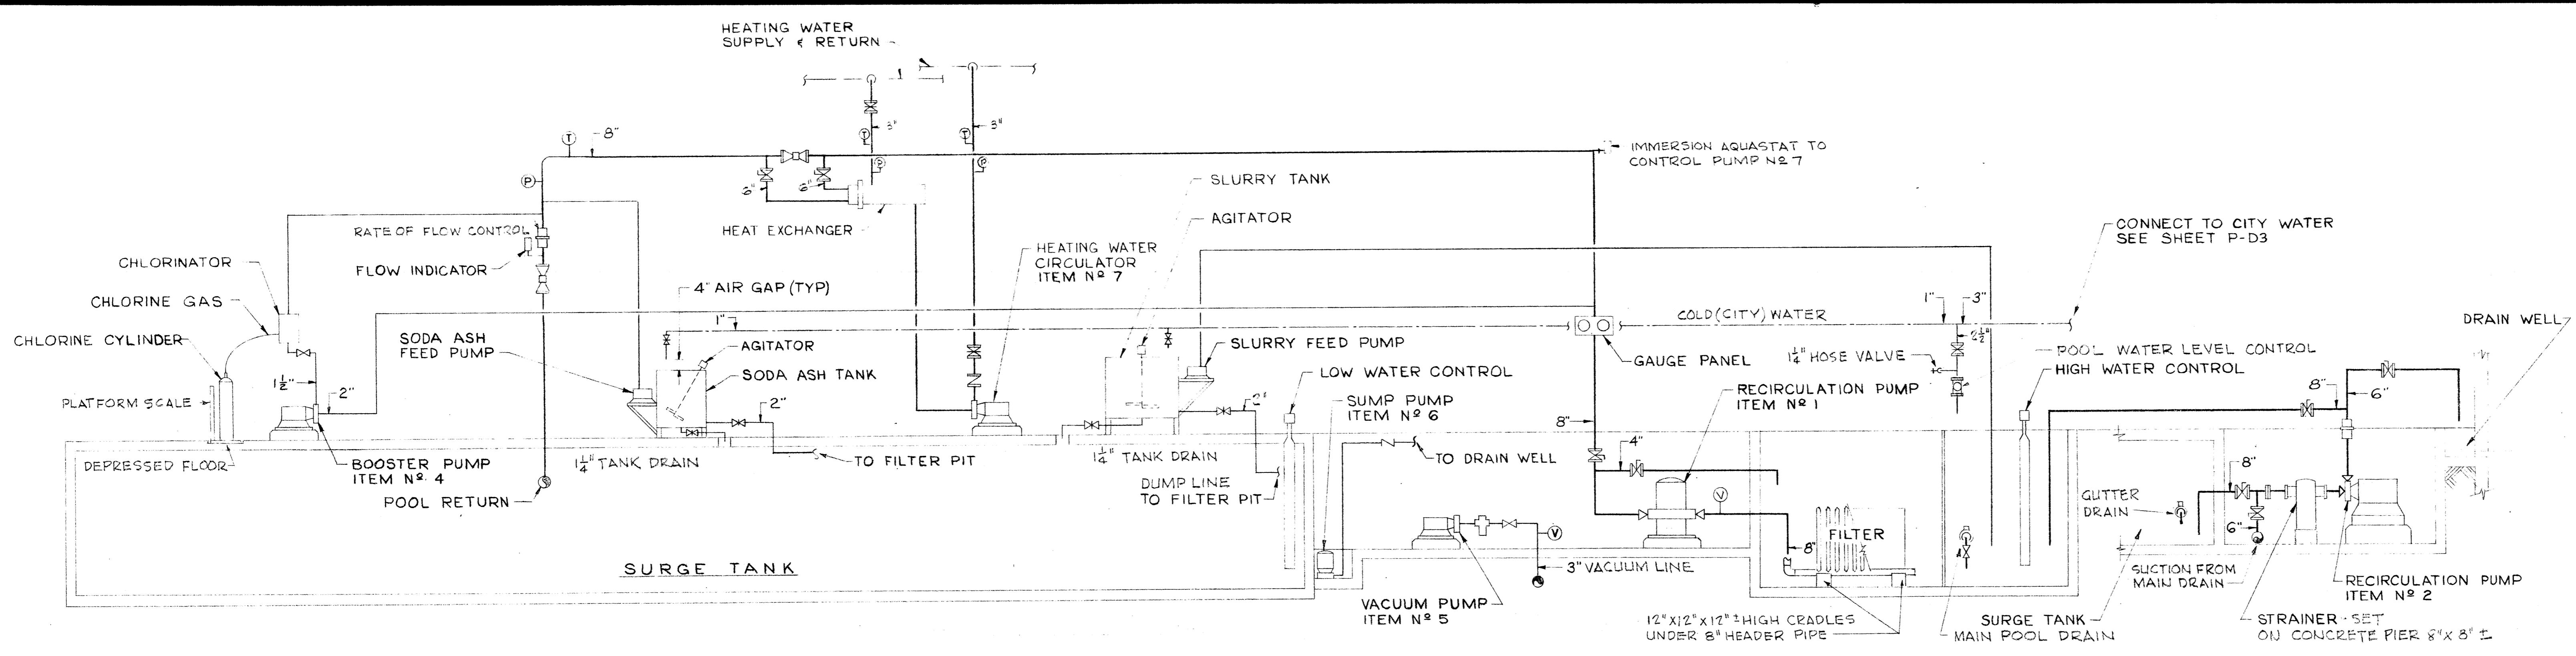 HEATING WATER
SUPPLY & RETURN
8"
3"
3"
T
T
T
P
P
P
6"
6"
IMMERSION AQUASTAT TO
CONTROL PUMP Nº 7
SLURRY TANK
AGITATOR
RATE OF FLOW CONTROL
HEAT EXCHANGER
CONNECT TO CITY WATER
SEE SHEET P-D3
CHLORINATOR
FLOW INDICATOR
HEATING WATER
CIRCULATOR
ITEM Nº 7
CHLORINE GAS
4" AIR GAP (TYP)
1"
1"
3"
COLD (CITY) WATER
2½"
DRAIN WELL
CHLORINE CYLINDER
SODA ASH
FEED PUMP
AGITATOR
SLURRY FEED PUMP
GAUGE PANEL
1¼" HOSE VALVE
POOL WATER LEVEL CONTROL
HIGH WATER CONTROL
SODA ASH TANK
LOW WATER CONTROL
1½"
2"
PLATFORM SCALE
2"
2"
SUMP PUMP
ITEM Nº 6
RECIRCULATION PUMP
ITEM Nº 1
8"
6"
8"
4"
DEPRESSED FLOOR
BOOSTER PUMP
ITEM Nº 4
1¼" TANK DRAIN
TO FILTER PIT
1¼" TANK DRAIN
TO DRAIN WELL
POOL RETURN
DUMP LINE
TO FILTER PIT
V
V
8"
GUTTER
DRAIN
6"
FILTER
8"
SURGE TANK
3" VACUUM LINE
SUCTION FROM
MAIN DRAIN
RECIRCULATION PUMP
ITEM Nº 2
VACUUM PUMP
ITEM Nº 5
12"X12"X12"± HIGH CRADLES
UNDER 8" HEADER PIPE
SURGE TANK
MAIN POOL DRAIN
STRAINER - SET
ON CONCRETE PIER 8"X 8" ±